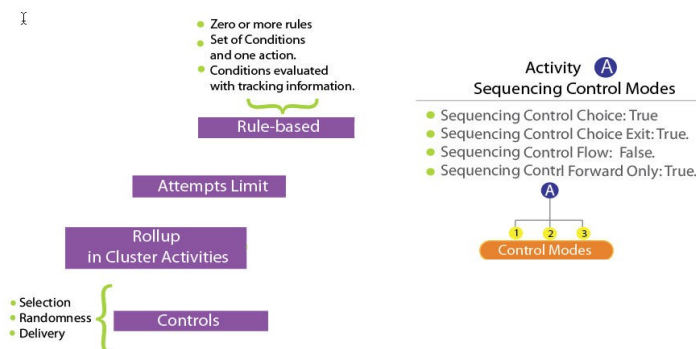 Zero or more rules
Set of Conditions
and one action.
Conditions evaluated
with tracking information.
Rule-based
Attempts Limit
Rollup
in Cluster Activities
Selection
Randomness
Delivery
Controls
Activity A
Sequencing Control Modes
Sequencing Control Choice: True
Sequencing Control Choice Exit: True.
Sequencing Control Flow: False.
Sequencing Contrl Forward Only: True.
A
1 2 3
Control Modes